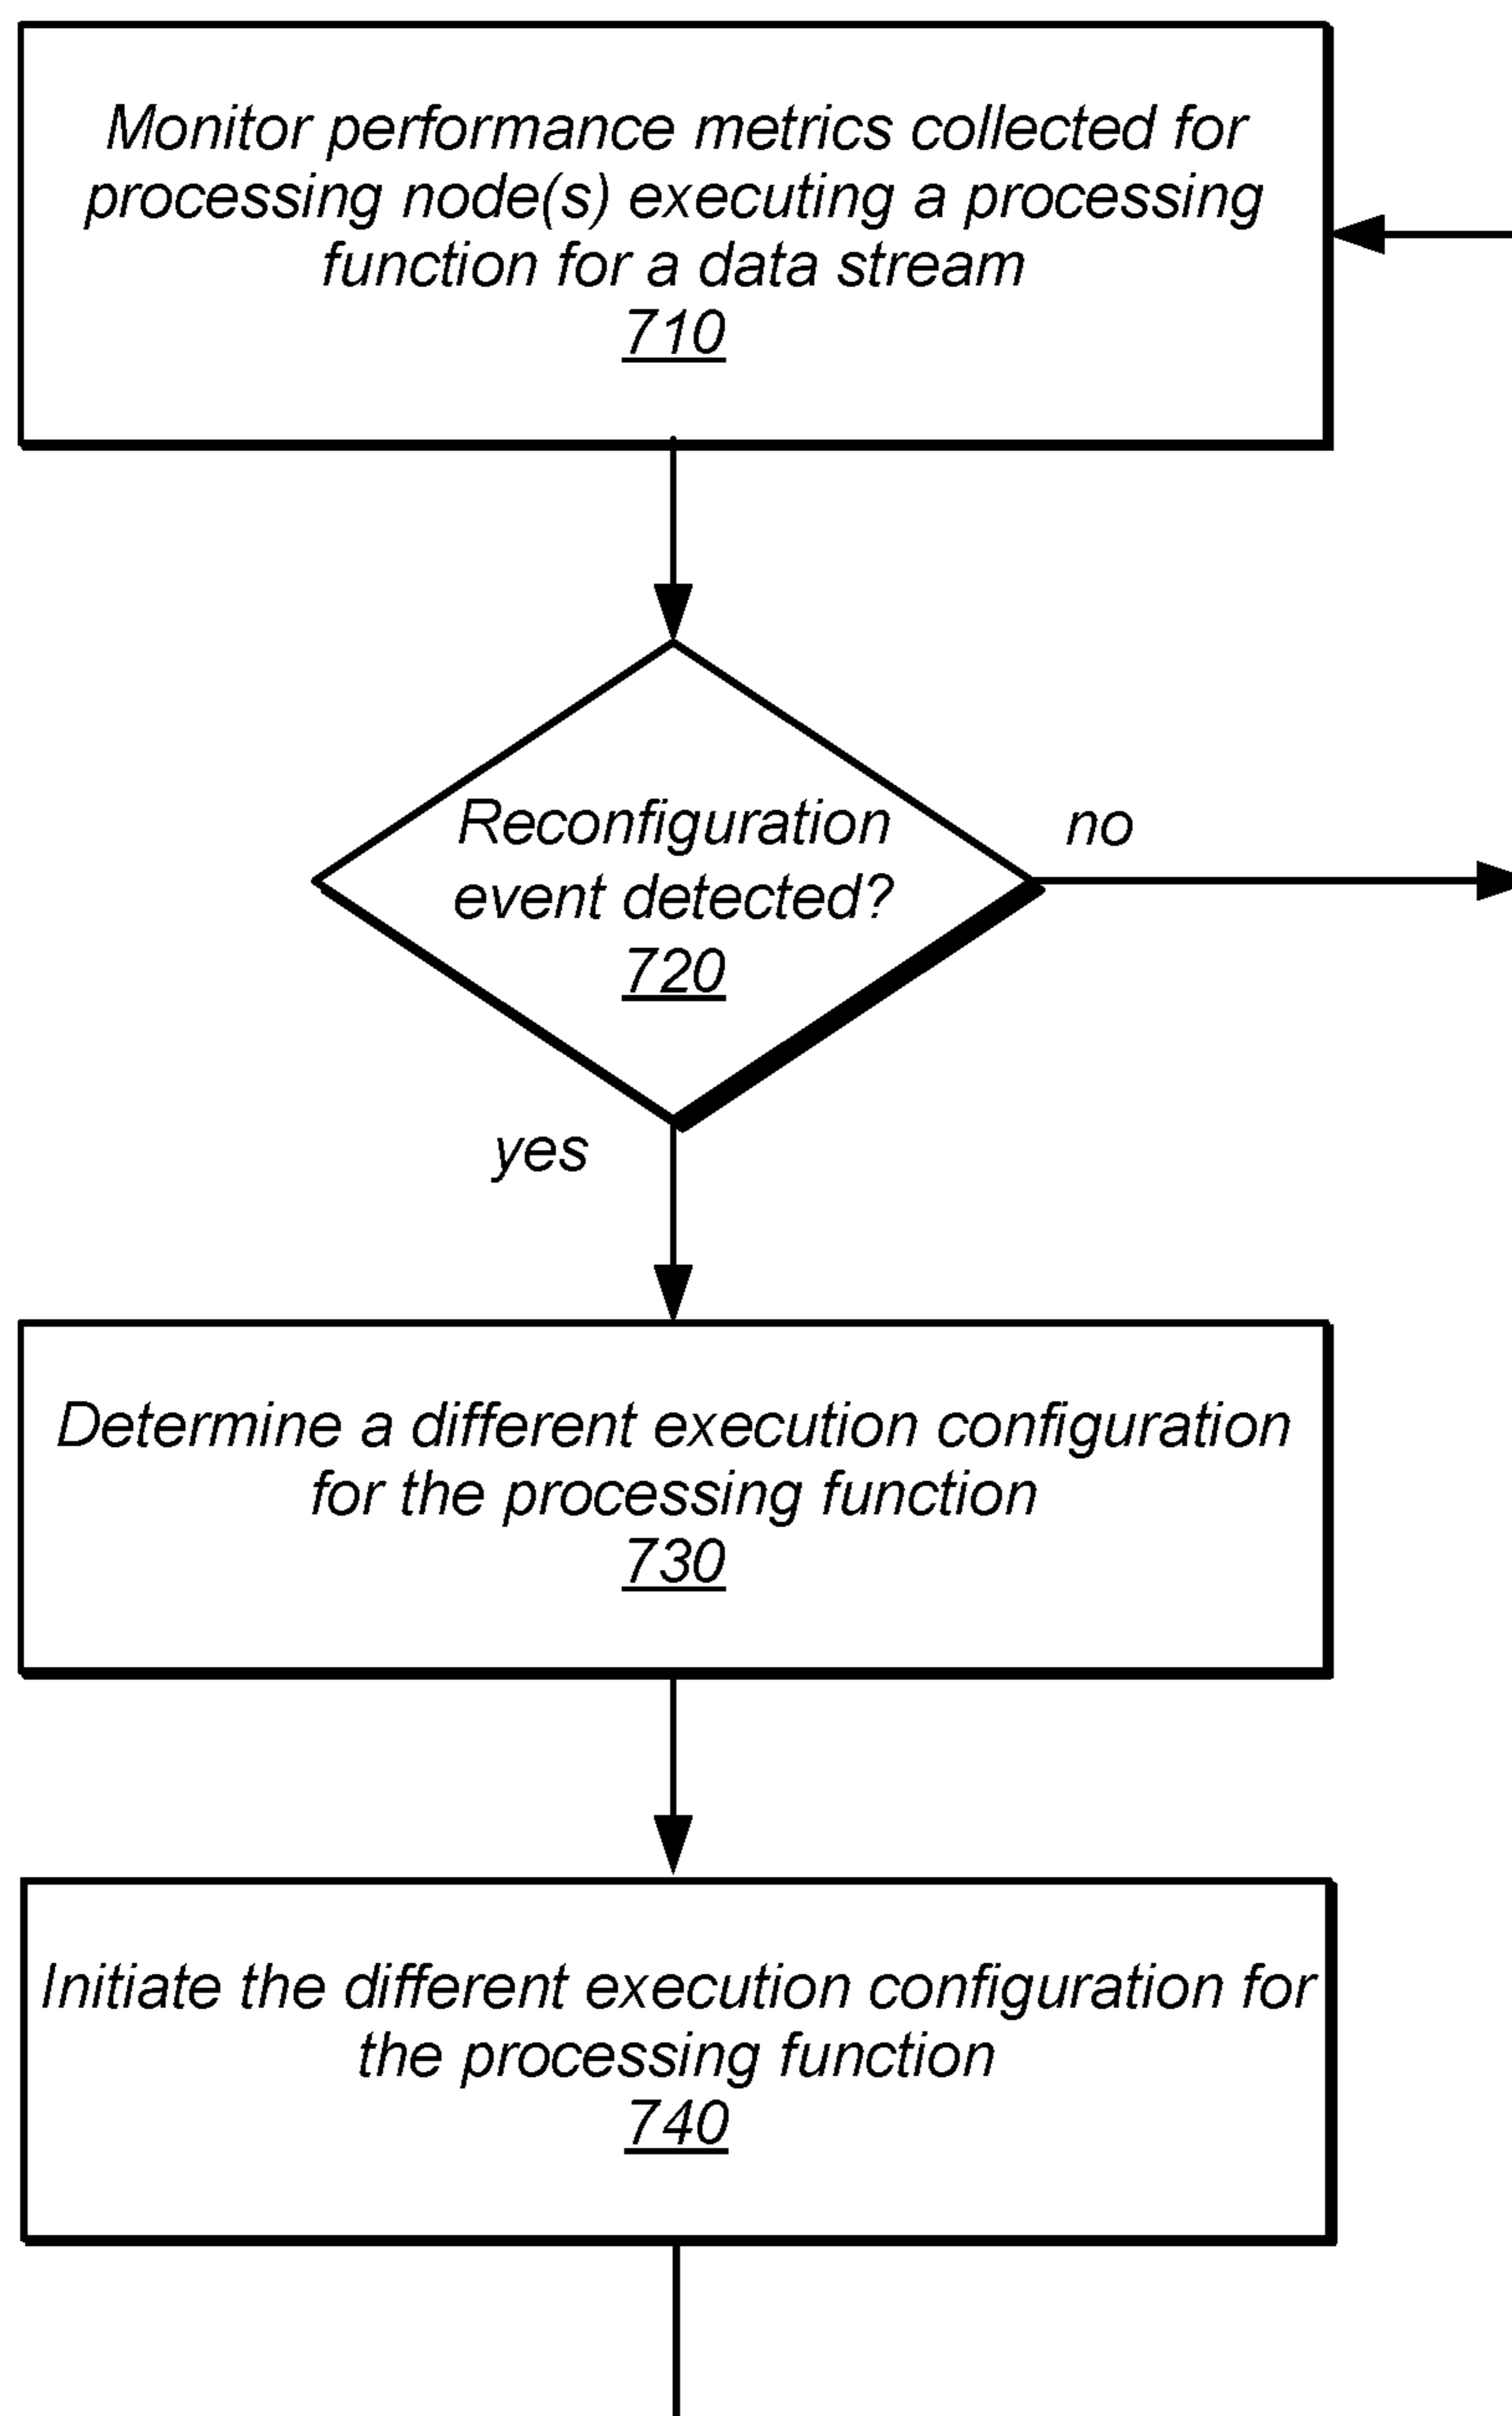 Monitor performance metrics collected for
processing node(s) executing a processing
function for a data stream
710
Reconfiguration
event detected?
720
no
yes
Determine a different execution configuration
for the processing function
730
Initiate the different execution configuration for
the processing function
740